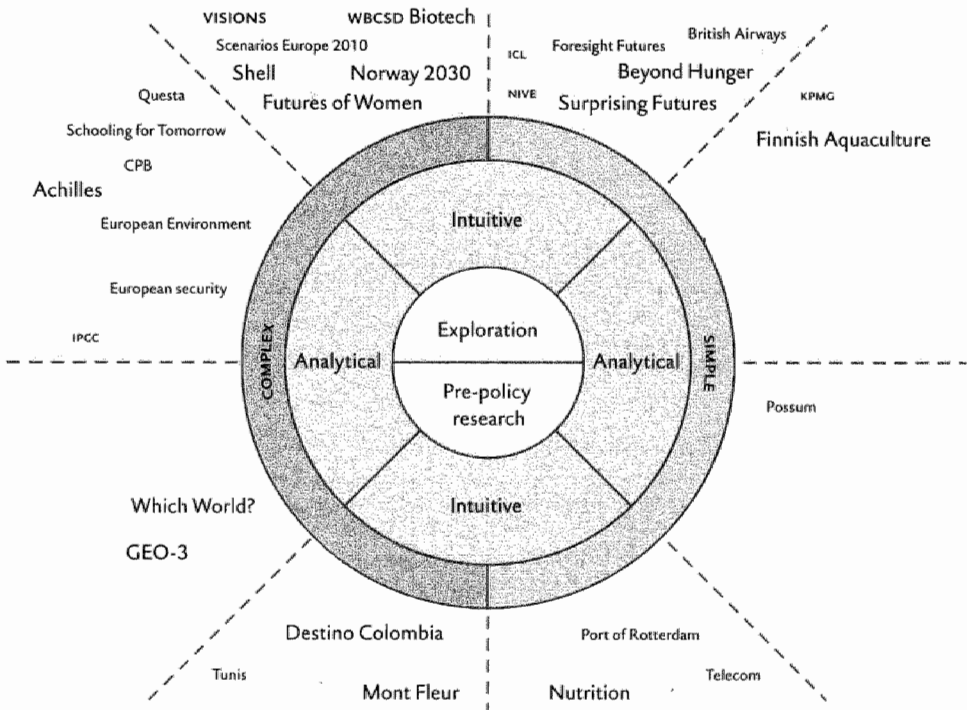 VISIONS
WBCSD Biotech
Scenarios Europe 2010
Shell
Norway 2030
Futures of Women
ICL
Foresight Futures
British Airways
Beyond Hunger
NIVE
Surprising Futures
KPMG
Finnish Aquaculture
Questa
Schooling for Tomorrow
CPB
Achilles
European Environment
European security
IPCC
Intuitive
Exploration
COMPLEX
Analytical
Analytical
SIMPLE
Pre-policy
research
Intuitive
Possum
Which World?
GEO-3
Destino Colombia
Tunis
Mont Fleur
Port of Rotterdam
Telecom
Nutrition